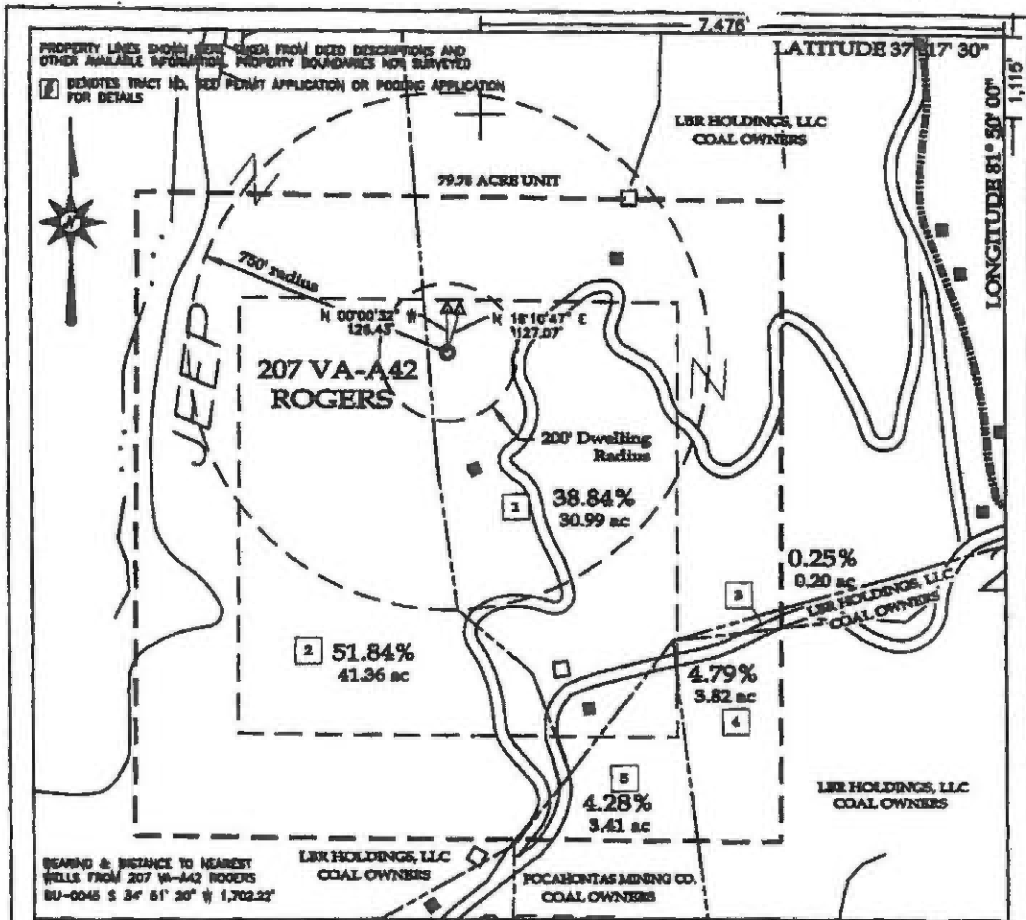 7,476'
PROPERTY LINES SHOWN WERE TAKEN FROM DEED DESCRIPTIONS AND
OTHER AVAILABLE INFORMATION, PROPERTY BOUNDARIES NOT SURVEYED
DENOTES TRACT NO. SEE PERMIT APPLICATION OR POOLING APPLICATION
FOR DETAILS
LATITUDE 37° 17' 30"
1,115'
LONGITUDE 81° 50' 00"
LBR HOLDINGS, LLC
COAL OWNERS
N
79.78 ACRE UNIT
750' radius
N 00°00'32" W
126.43'
N 16°10'47" E
127.07'
207 VA-A42
ROGERS
JEEP
200' Dwelling
Radius
1
38.84%
30.99 ac
0.25%
0.20 ac
3
LBR HOLDINGS, LLC
COAL OWNERS
2
51.84%
41.36 ac
4.79%
3.82 ac
4
5
4.28%
3.41 ac
LBR HOLDINGS, LLC
COAL OWNERS
LBR HOLDINGS, LLC
COAL OWNERS
POCAHONTAS MINING CO.
COAL OWNERS
BEARING & DISTANCE TO NEAREST
WELLS FROM 207 VA-A42 ROGERS
BU-0045 S 34° 51' 20" W 1,702.22'